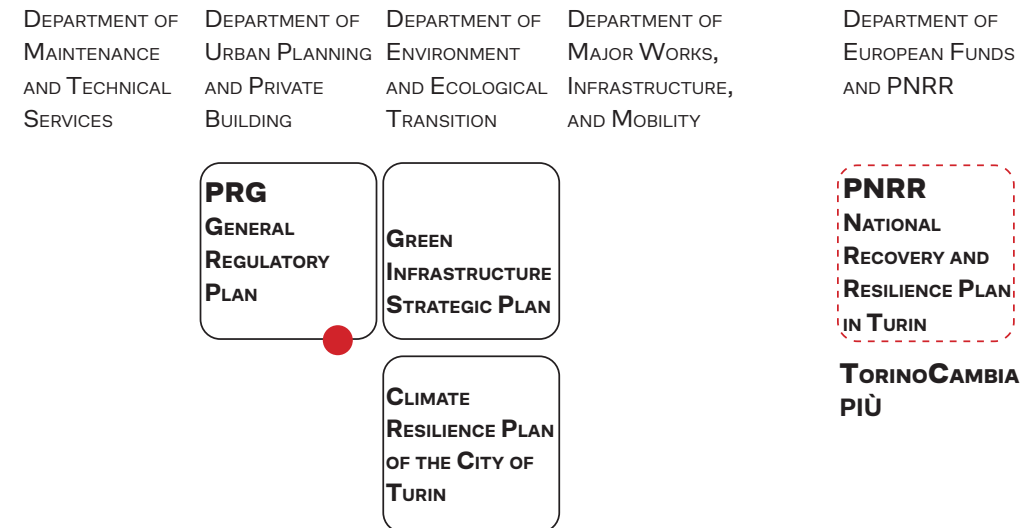 Department of
Maintenance
and Technical
Services
Department of
Urban Planning
and Private
Building
Department of
Environment
and Ecological
Transition
Department of
Major Works,
Infrastructure,
and Mobility
Department of
European Funds
and PNRR
PRG
General
Regulatory
Plan
Green
Infrastructure
Strategic Plan
Climate
Resilience Plan
of the City of
Turin
PNRR
National
Recovery and
Resilience Plan
in Turin
TorinoCambia
PIÙ